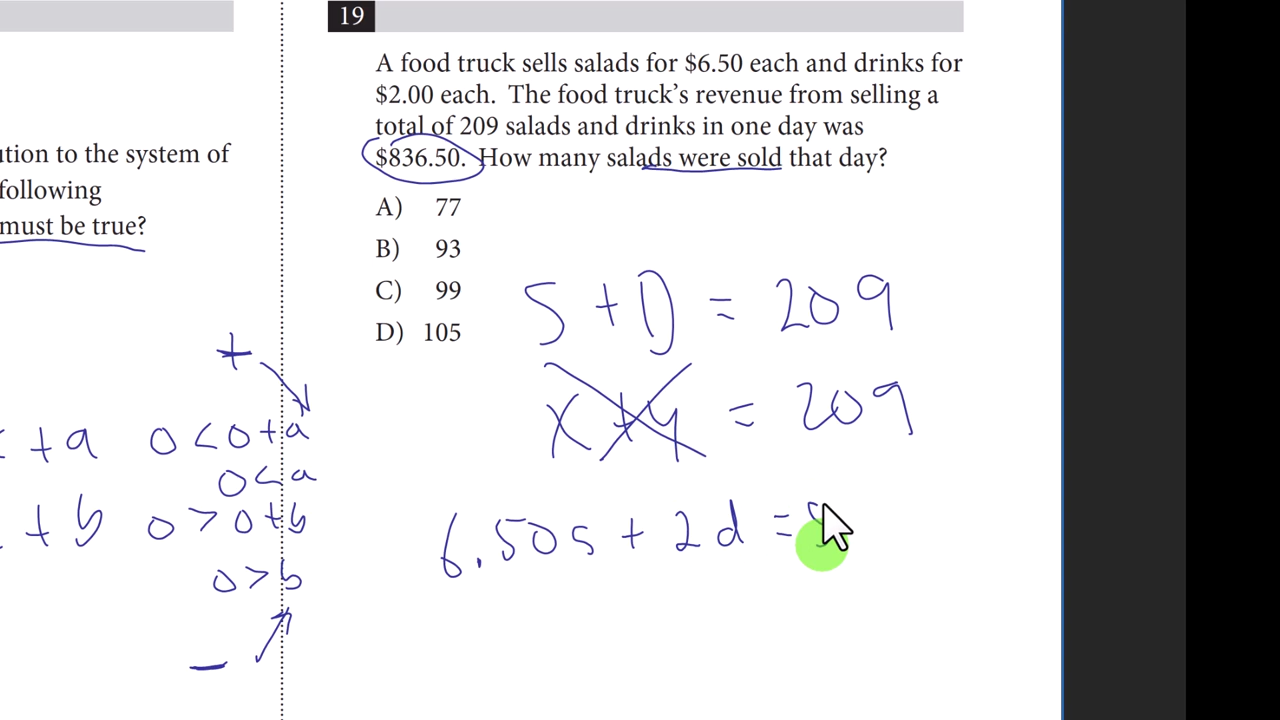 19
A food truck sells salads for $6.50 each and drinks for
$2.00 each. The food truck's revenue from selling a
total of 209 salads and drinks in one day was
$836.50. How many salads were sold that day?
A) 77
B) 93
C) 99
D) 105
S + D = 209
x + y = 209
6.50s + 2d =
ution to the system of
following
must be true?
+
+ a 0 < 0 + a
0 < a
+ b 0 > 0 + b
0 > b
−